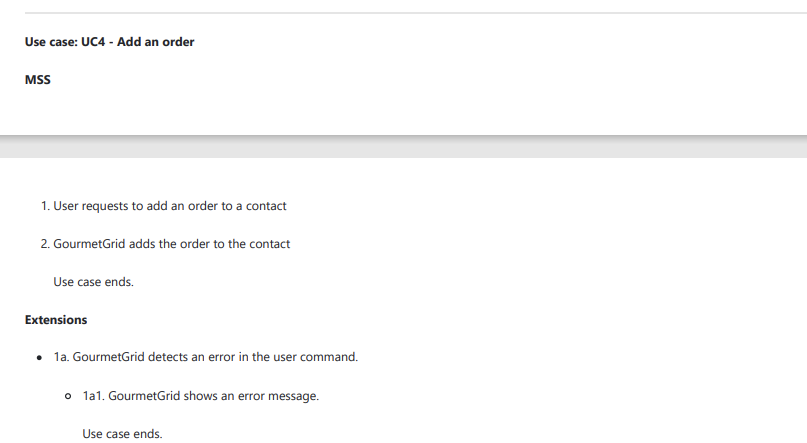 Use case: UC4 - Add an order
MSS
1. User requests to add an order to a contact
2. GourmetGrid adds the order to the contact
Use case ends.
Extensions
• 1a. GourmetGrid detects an error in the user command.
○ 1a1. GourmetGrid shows an error message.
Use case ends.